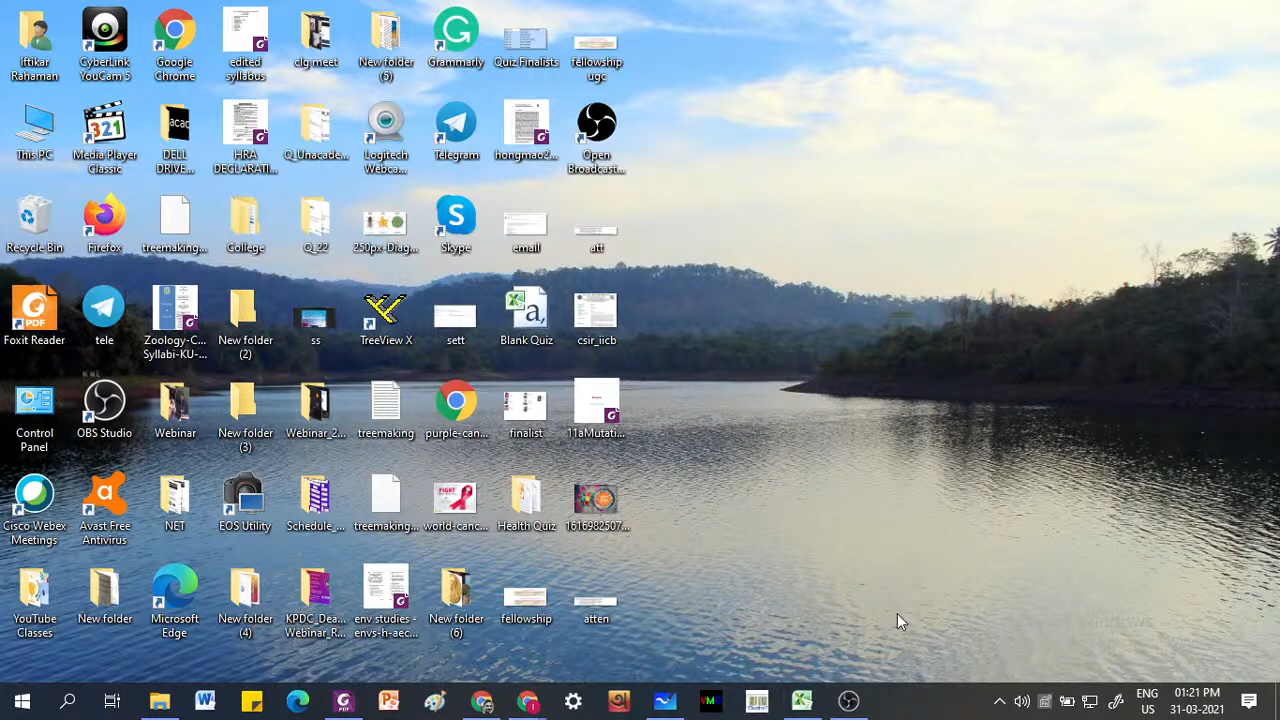 Iftikar
Rahaman
CyberLink
YouCam 5
Google
Chrome
edited
syllabus
clg meet
New folder
(5)
Grammarly
Quiz Finalists
fellowship
ugc
This PC
Media Player
Classic
DELL
DRIVE...
HRA
DECLARATI...
Q_Unacade...
Logitech
Webca...
Telegram
hongmao2...
Open
Broadcast...
Recycle Bin
Firefox
treemaking...
College
Q_22
250px-Diag...
Skype
email
att
Foxit Reader
tele
Zoology-C...
Syllabi-KU-...
New folder
(2)
ss
TreeView X
sett
Blank Quiz
csir_iicb
Control
Panel
OBS Studio
Webinar
New folder
(3)
Webinar_2...
treemaking
purple-can...
finalist
11aMutati...
Cisco Webex
Meetings
Avast Free
Antivirus
NET
EOS Utility
Schedule_...
treemaking...
world-canc...
Health Quiz
1616982507...
YouTube
Classes
New folder
Microsoft
Edge
New folder
(4)
KPDC_Dea...
Webinar_R...
env studies -
envs-h-aec...
New folder
(6)
fellowship
atten
ENG
US
01:21 PM
31-03-2021